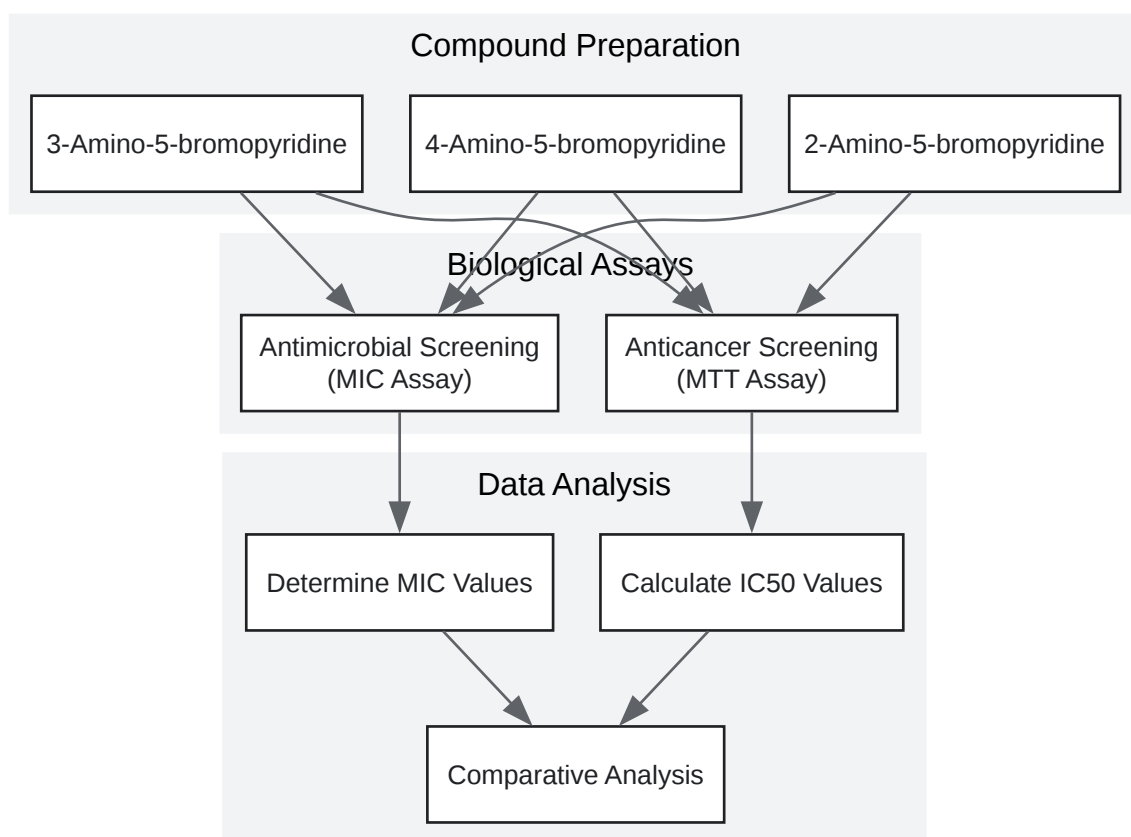 Compound Preparation
3-Amino-5-bromopyridine
4-Amino-5-bromopyridine
2-Amino-5-bromopyridine
Biological Assays
Antimicrobial Screening
(MIC Assay)
Anticancer Screening
(MTT Assay)
Data Analysis
Determine MIC Values
Calculate IC50 Values
Comparative Analysis